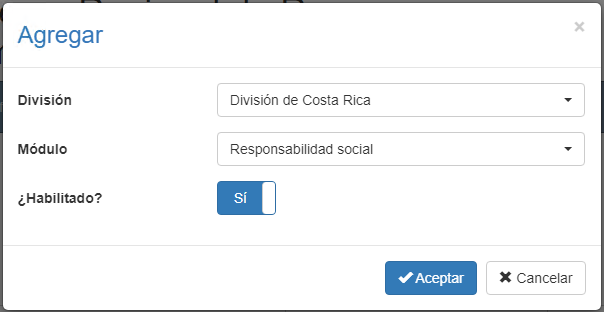 Agregar
×
División
División de Costa Rica
Módulo
Responsabilidad social
¿Habilitado?
Sí
Aceptar
Cancelar